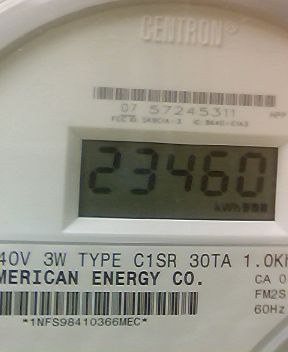 CENTRON®
07 57245311
23460
kWh
40V 3W TYPE C1SR 30TA 1.0K
MERICAN ENERGY CO. CA 0
FM2S
60Hz
*1NFS98410366MEC*